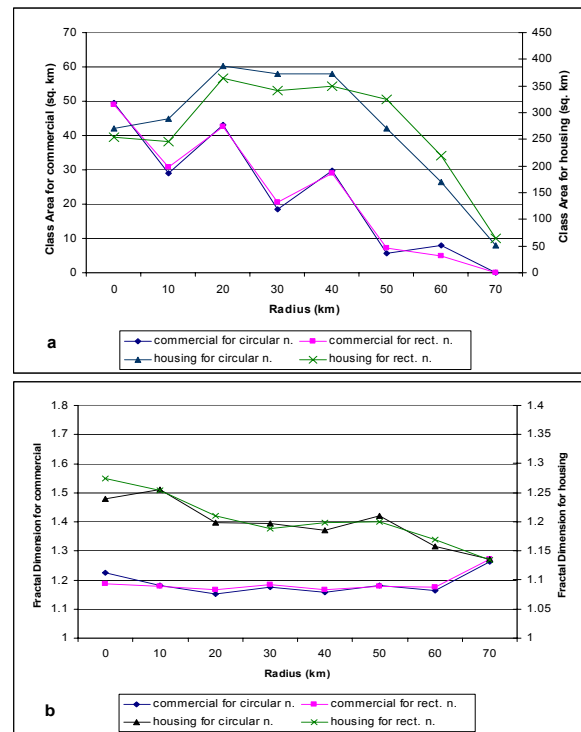 70
60
50
40
30
20
10
0
Class Area for commercial (sq. km)
450
400
350
300
250
200
150
100
50
0
Class Area for housing (sq. km)
0 10 20 30 40 50 60 70
Radius (km)
a
commercial for circular n. commercial for rect. n.
housing for circular n. housing for rect. n.
1.8
1.7
1.6
1.5
1.4
1.3
1.2
1.1
1
Fractal Dimension for commercial
1.4
1.35
1.3
1.25
1.2
1.15
1.1
1.05
1
Fractal Dimension for housing
0 10 20 30 40 50 60 70
Radius (km)
b
commercial for circular n. commercial for rect. n.
housing for circular n. housing for rect. n.